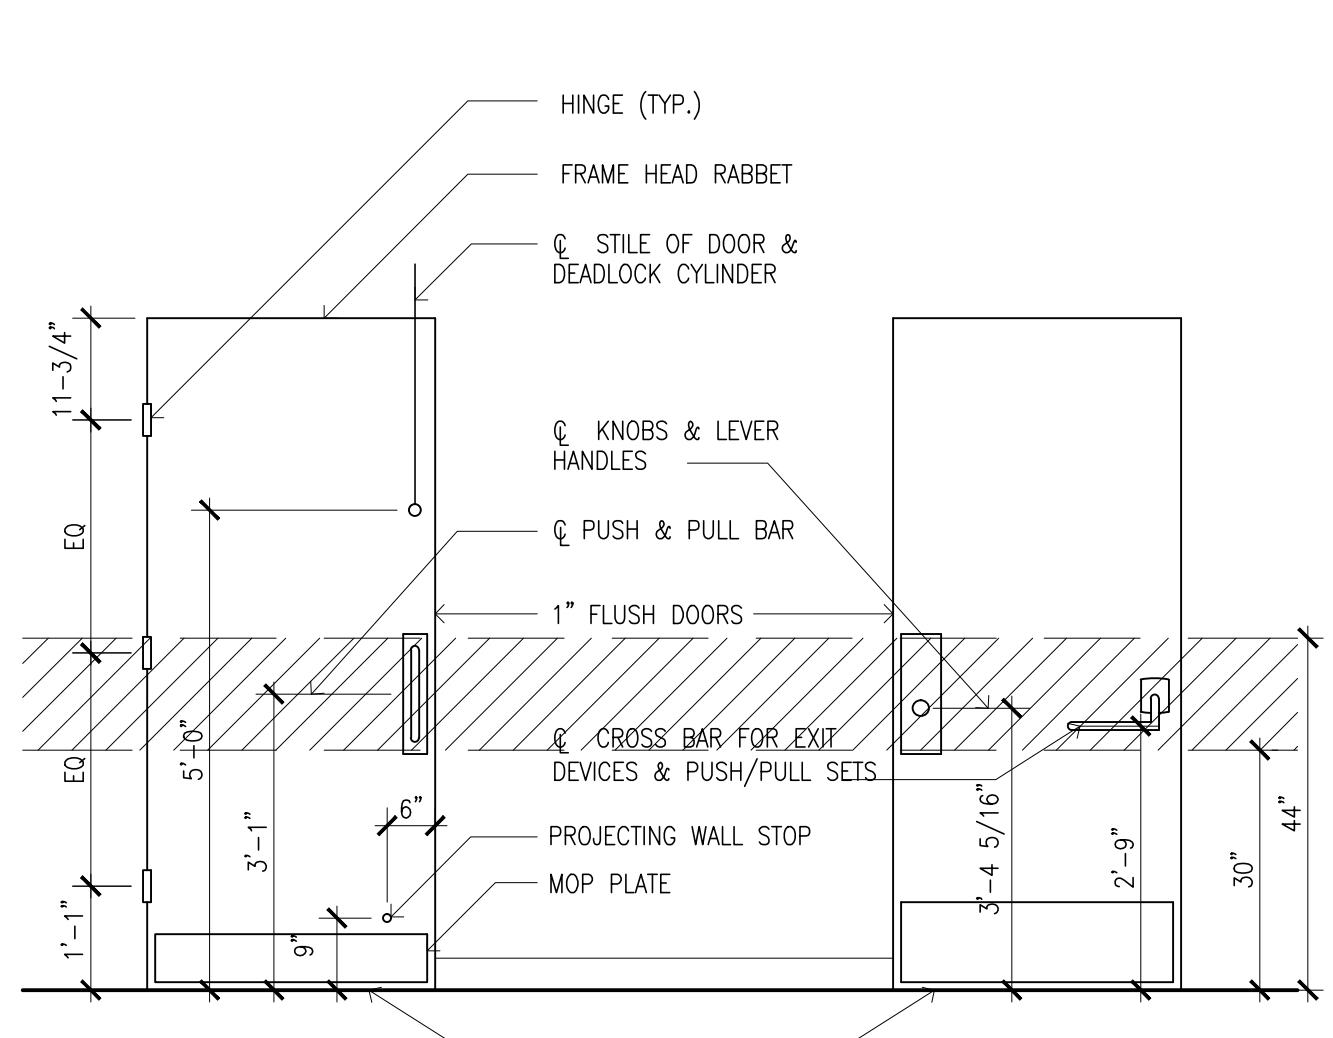 HINGE (TYP.)
FRAME HEAD RABBET
℄ STILE OF DOOR &
DEADLOCK CYLINDER
11-3/4"
℄ KNOBS & LEVER
HANDLES
EQ
℄ PUSH & PULL BAR
1" FLUSH DOORS
5'-0"
℄ CROSS BAR FOR EXIT
DEVICES & PUSH/PULL SETS
EQ
6"
3'-1"
PROJECTING WALL STOP
MOP PLATE
3'-4 5/16"
2'-9"
30"
44"
1'-1"
9"